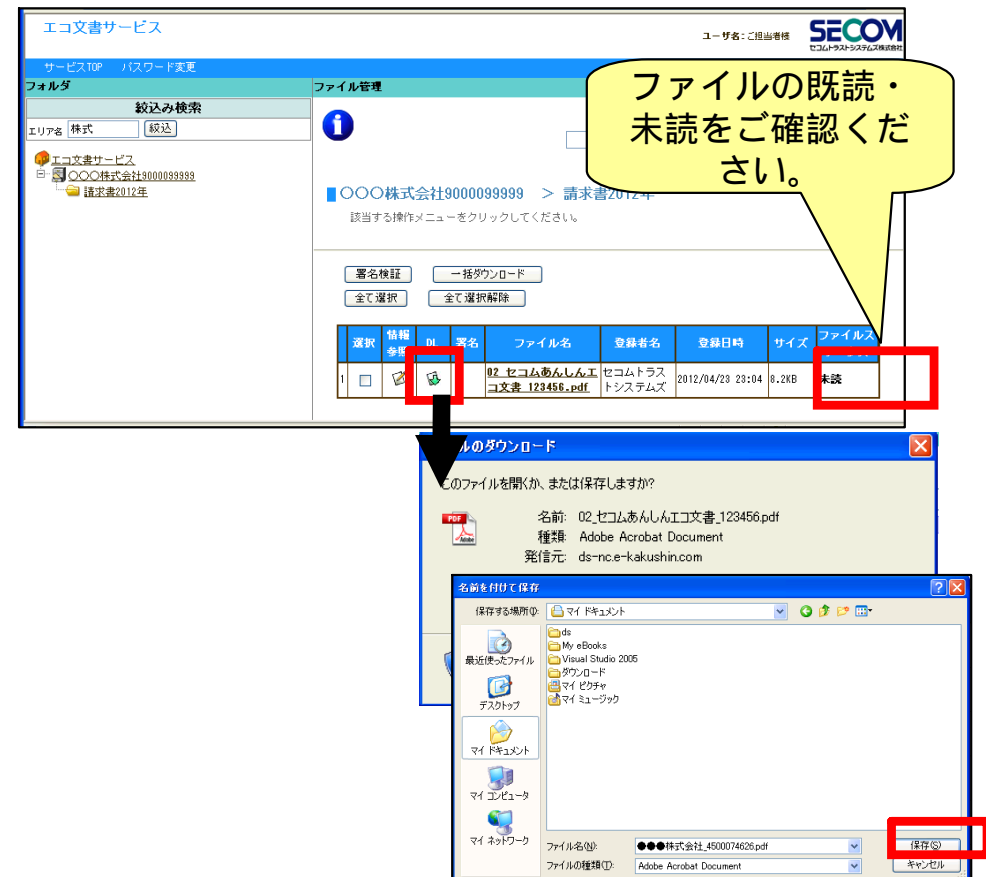 エコ文書サービス
ユーザ名：ご担当者様
SECOM
セコムトラストシステムズ株式会社
サービスTOP パスワード変更
フォルダ
ファイル管理
絞込み検索
エリア名 株式 絞込
エコ文書サービス
〇〇〇株式会社9000099999
請求書2012年
ファイルの既読・
未読をご確認くだ
さい。
〇〇〇株式会社9000099999 ＞ 請求書2012年
該当する操作メニューをクリックしてください。
署名検証 一括ダウンロード
全て選択 全て選択解除
選択 情報参照 DL 署名 ファイル名 登録者名 登録日時 サイズ ファイルス
1 02_セコムあんしんエ セコムトラス 2012/04/23 23:04 8.2KB 未読
コ文書_123456.pdf トシステムズ
のダウンロード
このファイルを開くか、または保存しますか?
名前: 02_セコムあんしんエコ文書_123456.pdf
種類: Adobe Acrobat Document
発信元: ds-nc.e-kakushin.com
名前を付けて保存
保存する場所(I): マイ ドキュメント
最近使ったファイル
デスクトップ
マイ ドキュメント
マイ コンピュータ
マイ ネットワーク
ds
My eBooks
Visual Studio 2005
ダウンロード
マイ ピクチャ
マイ ミュージック
ファイル名(N): ●●●株式会社_4500074626.pdf 保存(S)
ファイルの種類(T): Adobe Acrobat Document キャンセル